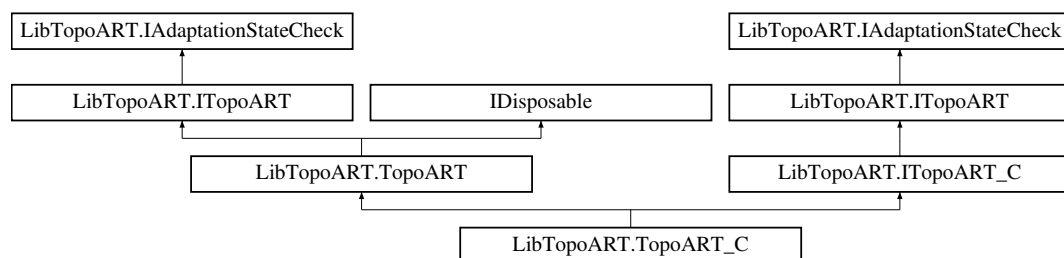 LibTopoART.IAdaptationStateCheck
LibTopoART.IAdaptationStateCheck
LibTopoART.ITopoART
IDisposable
LibTopoART.ITopoART
LibTopoART.TopoART
LibTopoART.ITopoART_C
LibTopoART.TopoART_C